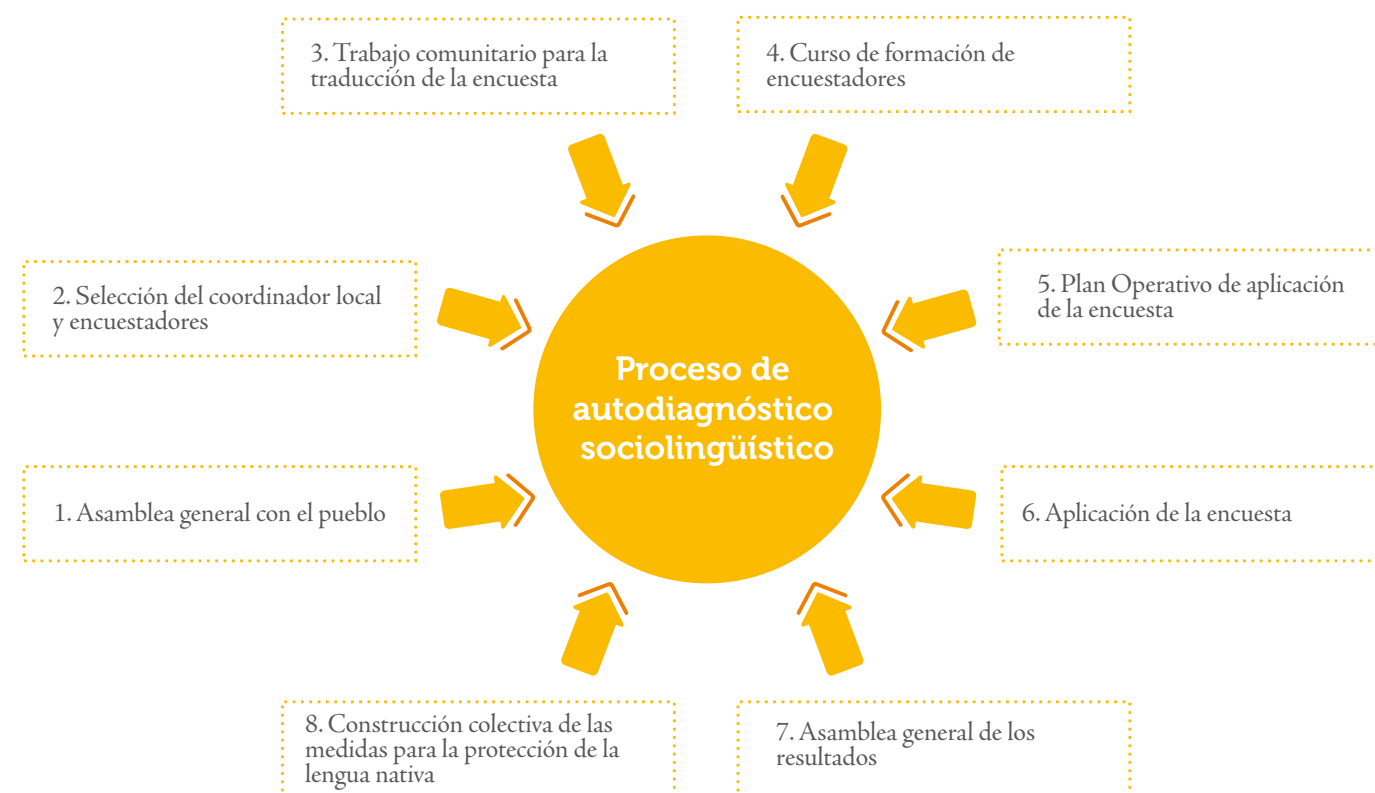 3. Trabajo comunitario para la
traducción de la encuesta
4. Curso de formación de
encuestadores
2. Selección del coordinador local
y encuestadores
5. Plan Operativo de aplicación
de la encuesta
Proceso de
autodiagnóstico
sociolingüístico
1. Asamblea general con el pueblo
6. Aplicación de la encuesta
8. Construcción colectiva de las
medidas para la protección de la
lengua nativa
7. Asamblea general de los
resultados